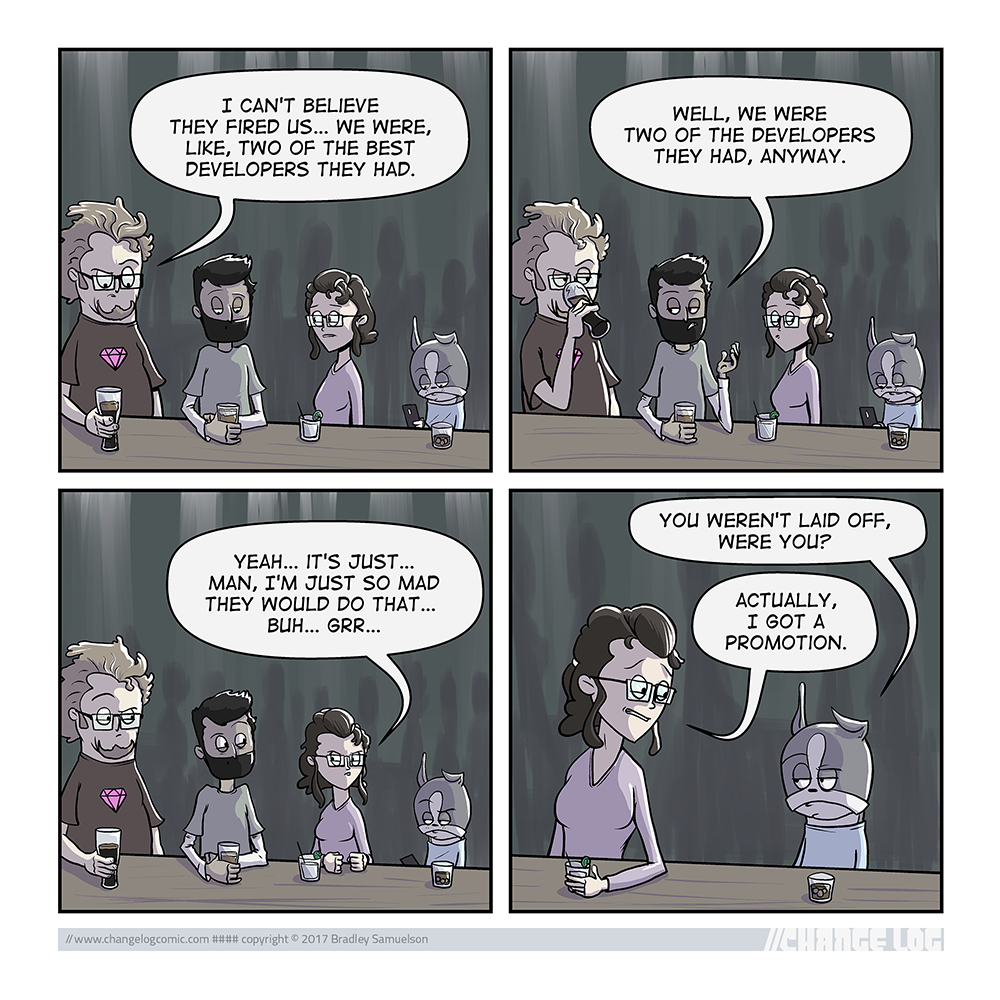 I CAN'T BELIEVE
THEY FIRED US... WE WERE,
LIKE, TWO OF THE BEST
DEVELOPERS THEY HAD.
WELL, WE WERE
TWO OF THE DEVELOPERS
THEY HAD, ANYWAY.
YEAH... IT'S JUST...
MAN, I'M JUST SO MAD
THEY WOULD DO THAT...
BUH... GRR...
YOU WEREN'T LAID OFF,
WERE YOU?
ACTUALLY,
I GOT A
PROMOTION.
//www.changelogcomic.com #### copyright © 2017 Bradley Samuelson
//CHANGE LOG